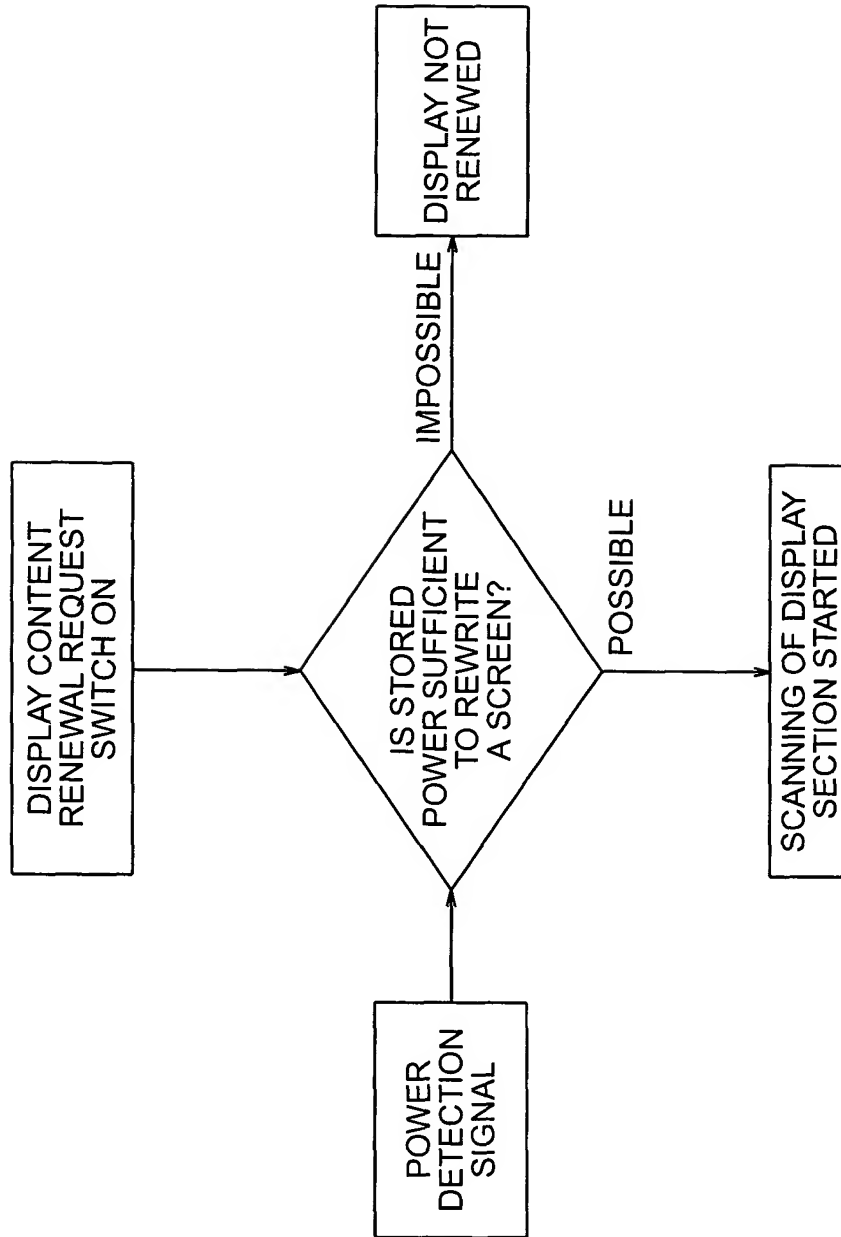 DISPLAY CONTENT
RENEWAL REQUEST
SWITCH ON
POWER
DETECTION
SIGNAL
IS STORED
POWER SUFFICIENT
TO REWRITE
A SCREEN?
IMPOSSIBLE
DISPLAY NOT
RENEWED
POSSIBLE
SCANNING OF DISPLAY
SECTION STARTED